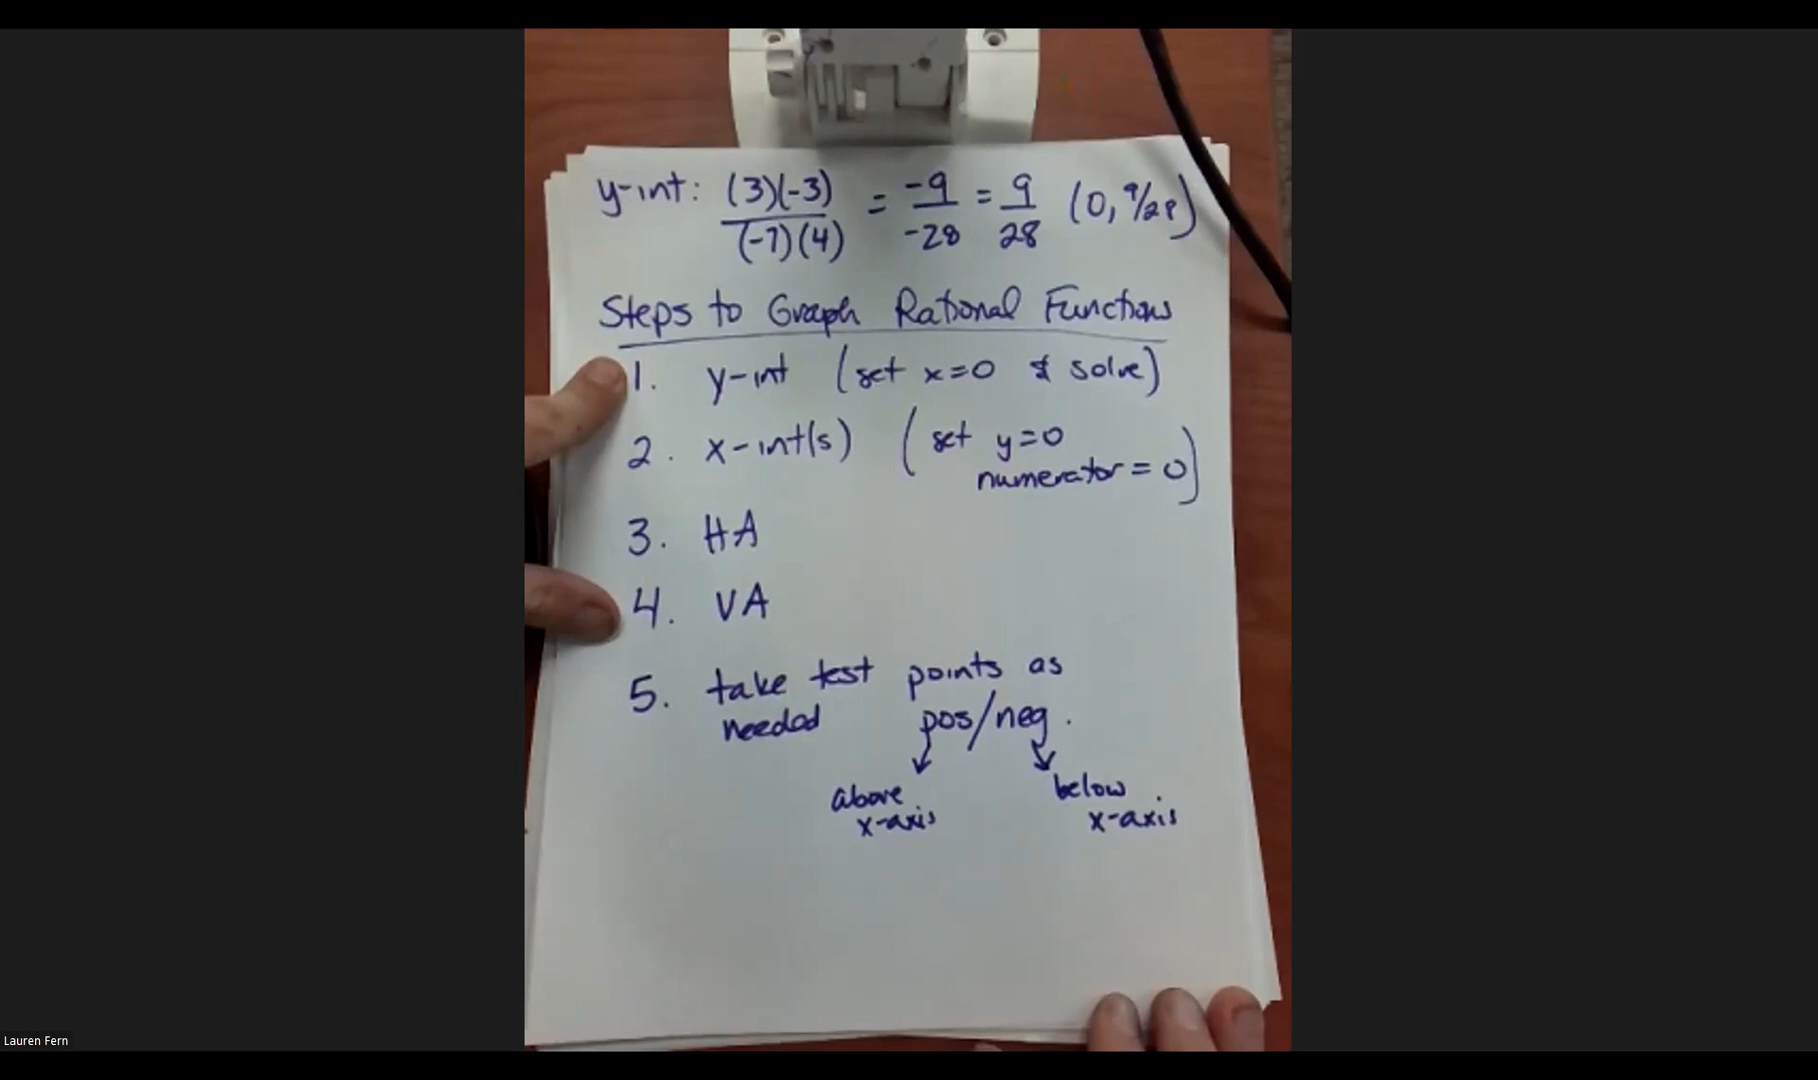 y-int: (3)(-3) / (-7)(4) = -9/-28 = 9/28 (0, 9/28)
Steps to Graph Rational Functions
1. y-int (set x=0 & solve)
2. x-int(s) (set y=0
numerator = 0)
3. HA
4. VA
5. take test points as
needed pos/neg.
above below
x-axis x-axis
Lauren Fern